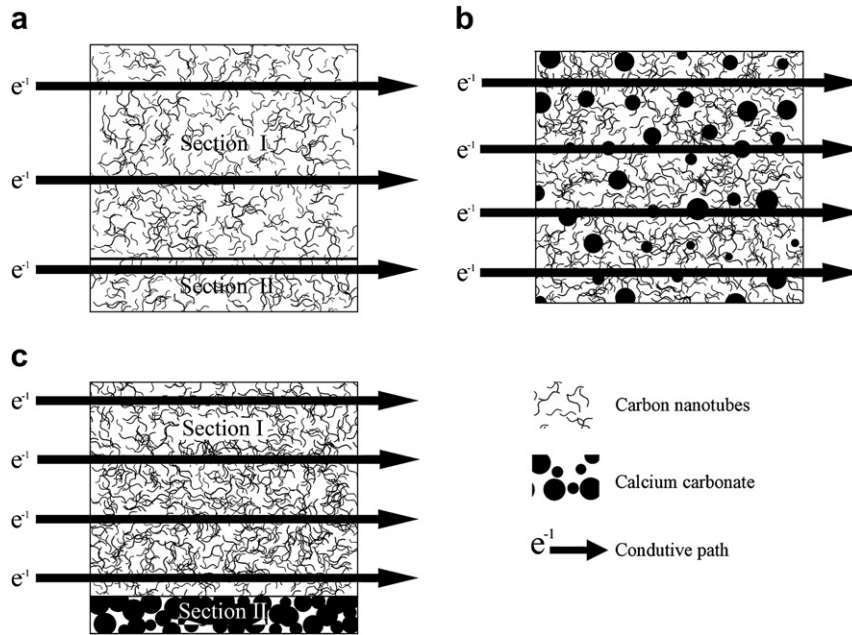 a
e-1
Section I
e-1
e-1
Section II
b
e-1
e-1
e-1
e-1
c
e-1
Section I
e-1
e-1
e-1
Section II
Carbon nanotubes
Calcium carbonate
e-1
Condutive path